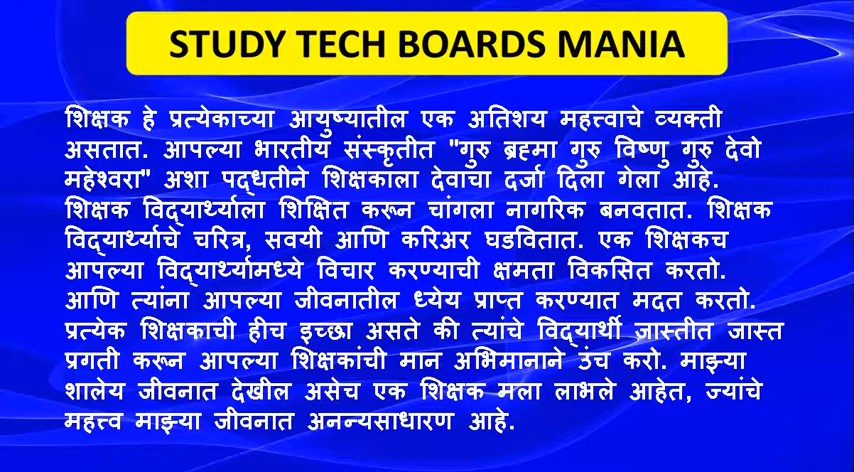 STUDY TECH BOARDS MANIA
शिक्षक हे प्रत्येकाच्या आयुष्यातील एक अतिशय महत्त्वाचे व्यक्ती
असतात. आपल्या भारतीय संस्कृतीत "गुरु ब्रह्मा गुरु विष्णु गुरु देवो
महेश्वरा" अशा पद्धतीने शिक्षकाला देवाचा दर्जा दिला गेला आहे.
शिक्षक विद्यार्थ्याला शिक्षित करून चांगला नागरिक बनवतात. शिक्षक
विद्यार्थ्याचे चरित्र, सवयी आणि करिअर घडवितात. एक शिक्षकच
आपल्या विद्यार्थ्यामध्ये विचार करण्याची क्षमता विकसित करतो.
आणि त्यांना आपल्या जीवनातील ध्येय प्राप्त करण्यात मदत करतो.
प्रत्येक शिक्षकाची हीच इच्छा असते की त्यांचे विद्यार्थी जास्तीत जास्त
प्रगती करून आपल्या शिक्षकांची मान अभिमानाने उंच करो. माझ्या
शालेय जीवनात देखील असेच एक शिक्षक मला लाभले आहेत, ज्यांचे
महत्त्व माझ्या जीवनात अनन्यसाधारण आहे.